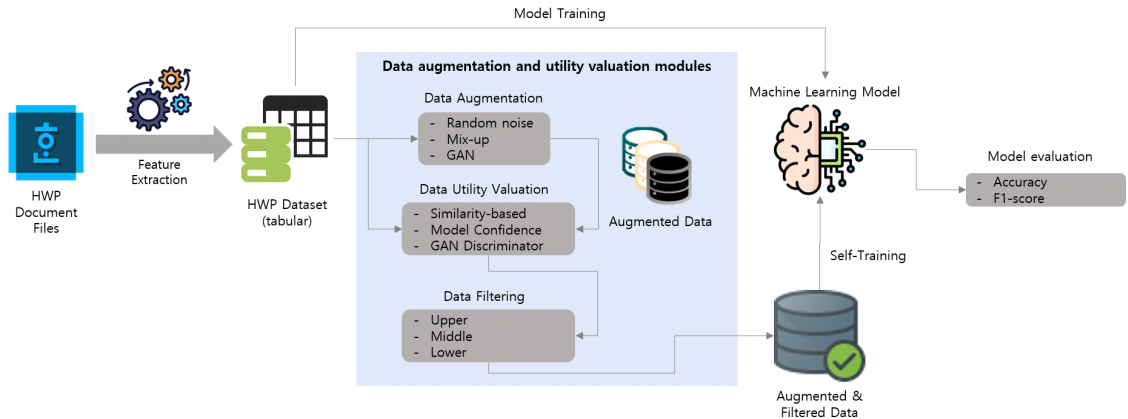 Model Training
Data augmentation and utility valuation modules
Data Augmentation
- Random noise
- Mix-up
- GAN
Machine Learning Model
Feature
Extraction
HWP
Document
Files
HWP Dataset
(tabular)
Data Utility Valuation
- Similarity-based
- Model Confidence
- GAN Discriminator
Augmented Data
Model evaluation
- Accuracy
- F1-score
Self-Training
Data Filtering
- Upper
- Middle
- Lower
Augmented &
Filtered Data